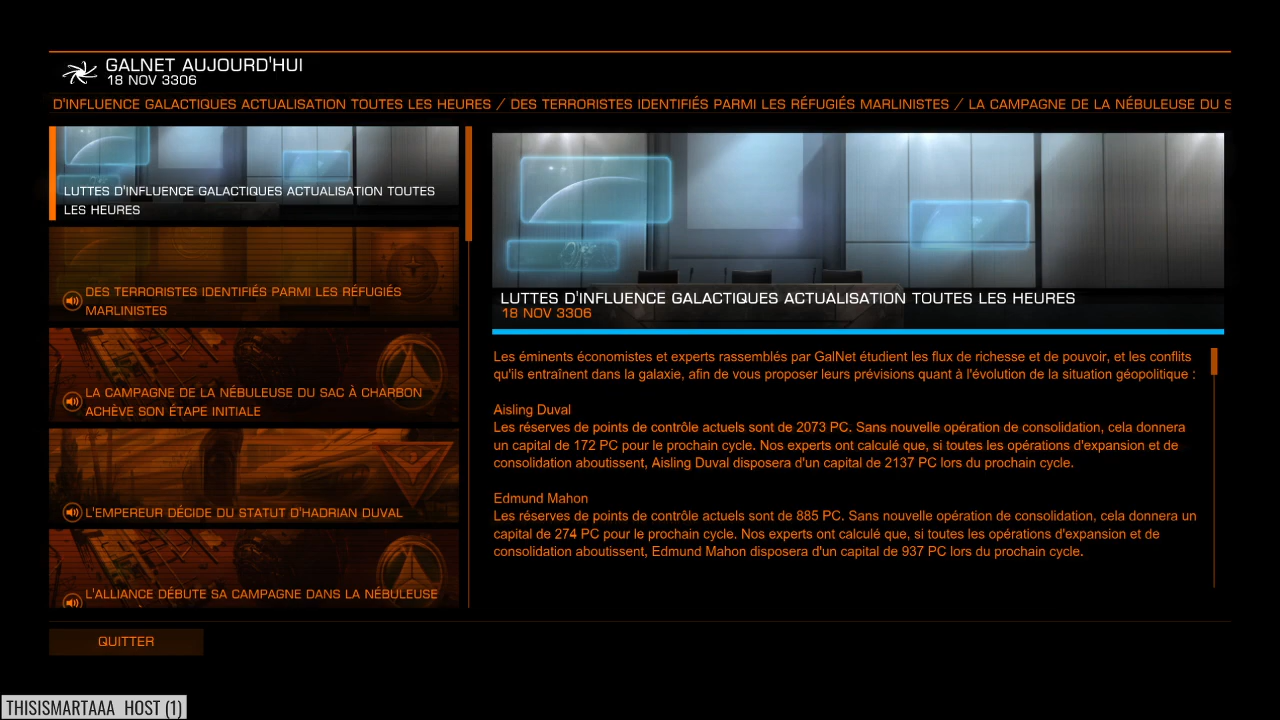 GALNET AUJOURD'HUI
18 NOV 3306
D'INFLUENCE GALACTIQUES ACTUALISATION TOUTES LES HEURES / DES TERRORISTES IDENTIFIÉS PARMI LES RÉFUGIÉS MARLINISTES / LA CAMPAGNE DE LA NÉBULEUSE DU S
LUTTES D'INFLUENCE GALACTIQUES ACTUALISATION TOUTES
LES HEURES
DES TERRORISTES IDENTIFIÉS PARMI LES RÉFUGIÉS
MARLINISTES
LA CAMPAGNE DE LA NÉBULEUSE DU SAC À CHARBON
ACHÈVE SON ÉTAPE INITIALE
L'EMPEREUR DÉCIDE DU STATUT D'HADRIAN DUVAL
L'ALLIANCE DÉBUTE SA CAMPAGNE DANS LA NÉBULEUSE
LUTTES D'INFLUENCE GALACTIQUES ACTUALISATION TOUTES LES HEURES
18 NOV 3306
Les éminents économistes et experts rassemblés par GalNet étudient les flux de richesse et de pouvoir, et les conflits
qu'ils entraînent dans la galaxie, afin de vous proposer leurs prévisions quant à l'évolution de la situation géopolitique :
Aisling Duval
Les réserves de points de contrôle actuels sont de 2073 PC. Sans nouvelle opération de consolidation, cela donnera
un capital de 172 PC pour le prochain cycle. Nos experts ont calculé que, si toutes les opérations d'expansion et de
consolidation aboutissent, Aisling Duval disposera d'un capital de 2137 PC lors du prochain cycle.
Edmund Mahon
Les réserves de points de contrôle actuels sont de 885 PC. Sans nouvelle opération de consolidation, cela donnera un
capital de 274 PC pour le prochain cycle. Nos experts ont calculé que, si toutes les opérations d'expansion et de
consolidation aboutissent, Edmund Mahon disposera d'un capital de 937 PC lors du prochain cycle.
QUITTER
THISISMARTAAA HOST (1)